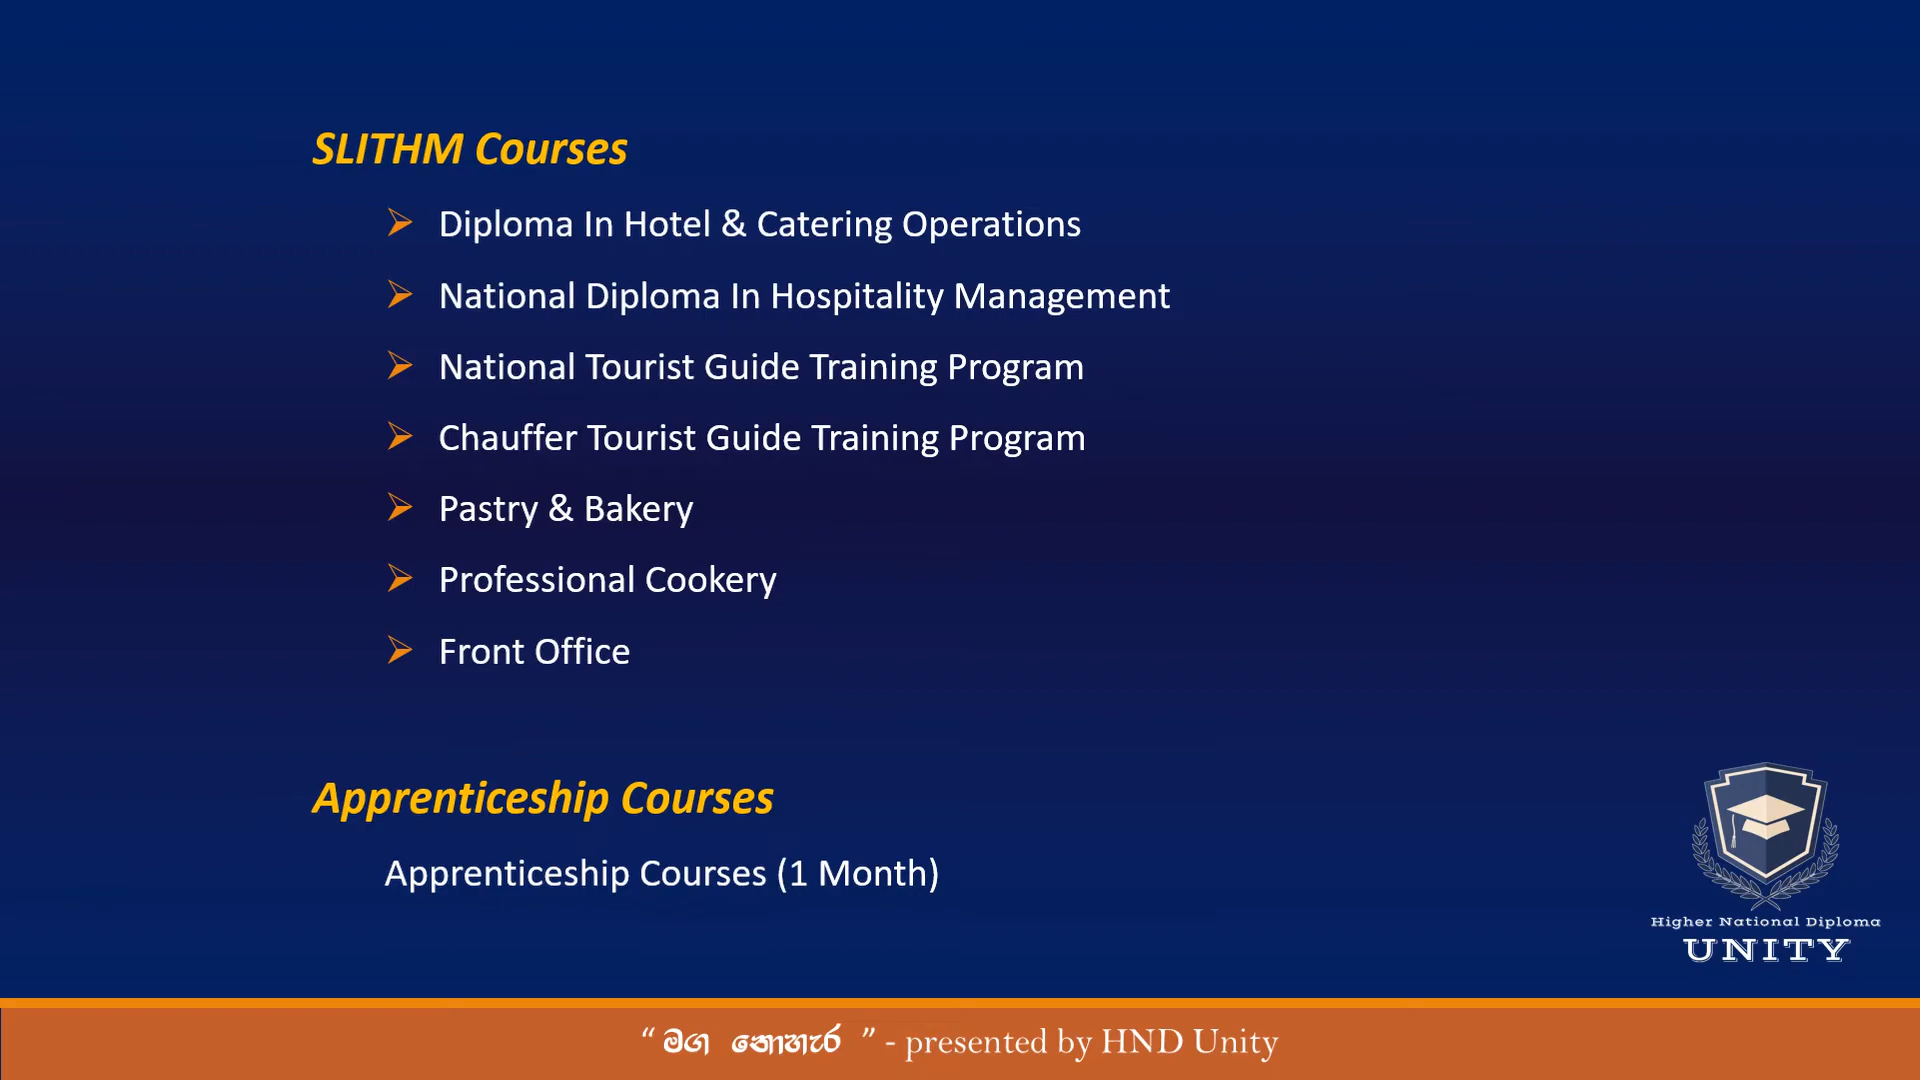 SLITHM Courses
Diploma In Hotel & Catering Operations
National Diploma In Hospitality Management
National Tourist Guide Training Program
Chauffer Tourist Guide Training Program
Pastry & Bakery
Professional Cookery
Front Office
Apprenticeship Courses
Apprenticeship Courses (1 Month)
Higher National Diploma
UNITY
“ මග නොහැර ” - presented by HND Unity